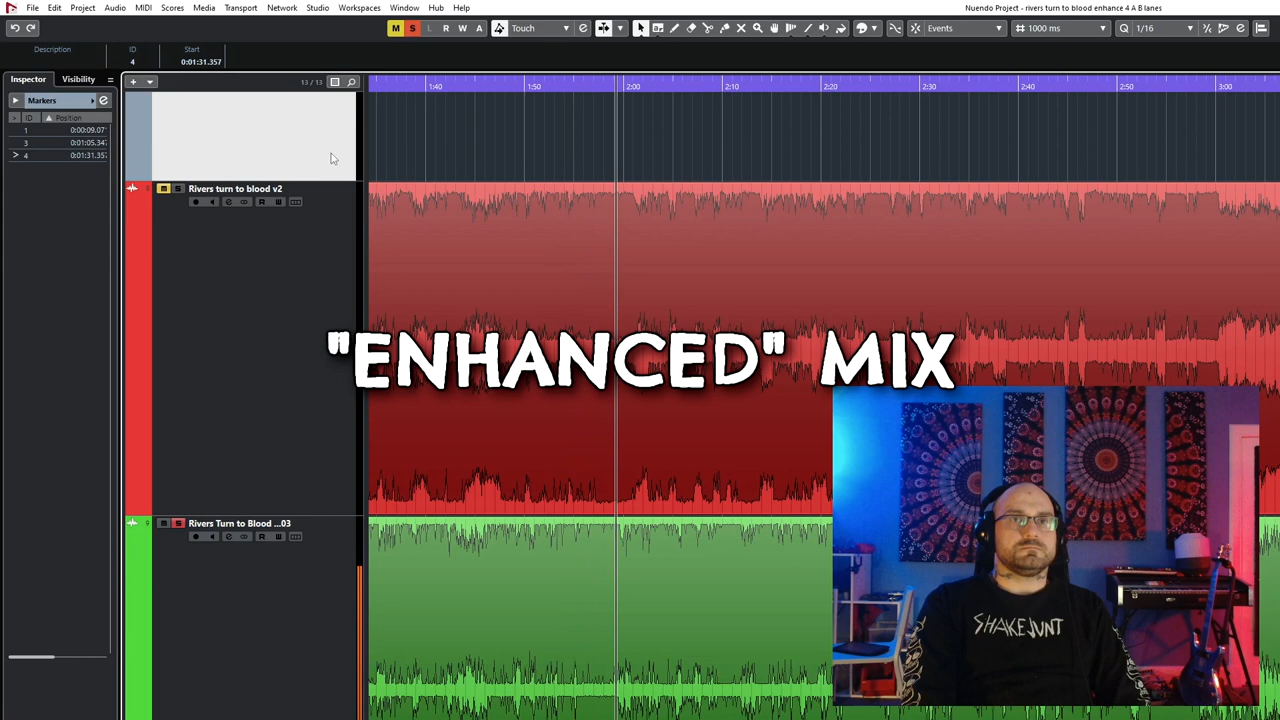 File Edit Project Audio MIDI Scores Media Transport Network Studio Workspaces Window Hub Help
Nuendo Project - rivers turn to blood enhance 4 A B lanes
M S L R W A Touch Events 1000 ms Q 1/16
Description ID Start
4 0:01:31.357
Inspector Visibility
13 / 13
1:40 1:50 2:00 2:10 2:20 2:30 2:40 2:50 3:00
Markers
ID Position
1 0:00:09.07
3 0:01:05.347
4 0:01:31.357
M S Rivers turn to blood v2
R W
"ENHANCED" MIX
M S Rivers Turn to Blood ...03
R W
SHAKEJUNT